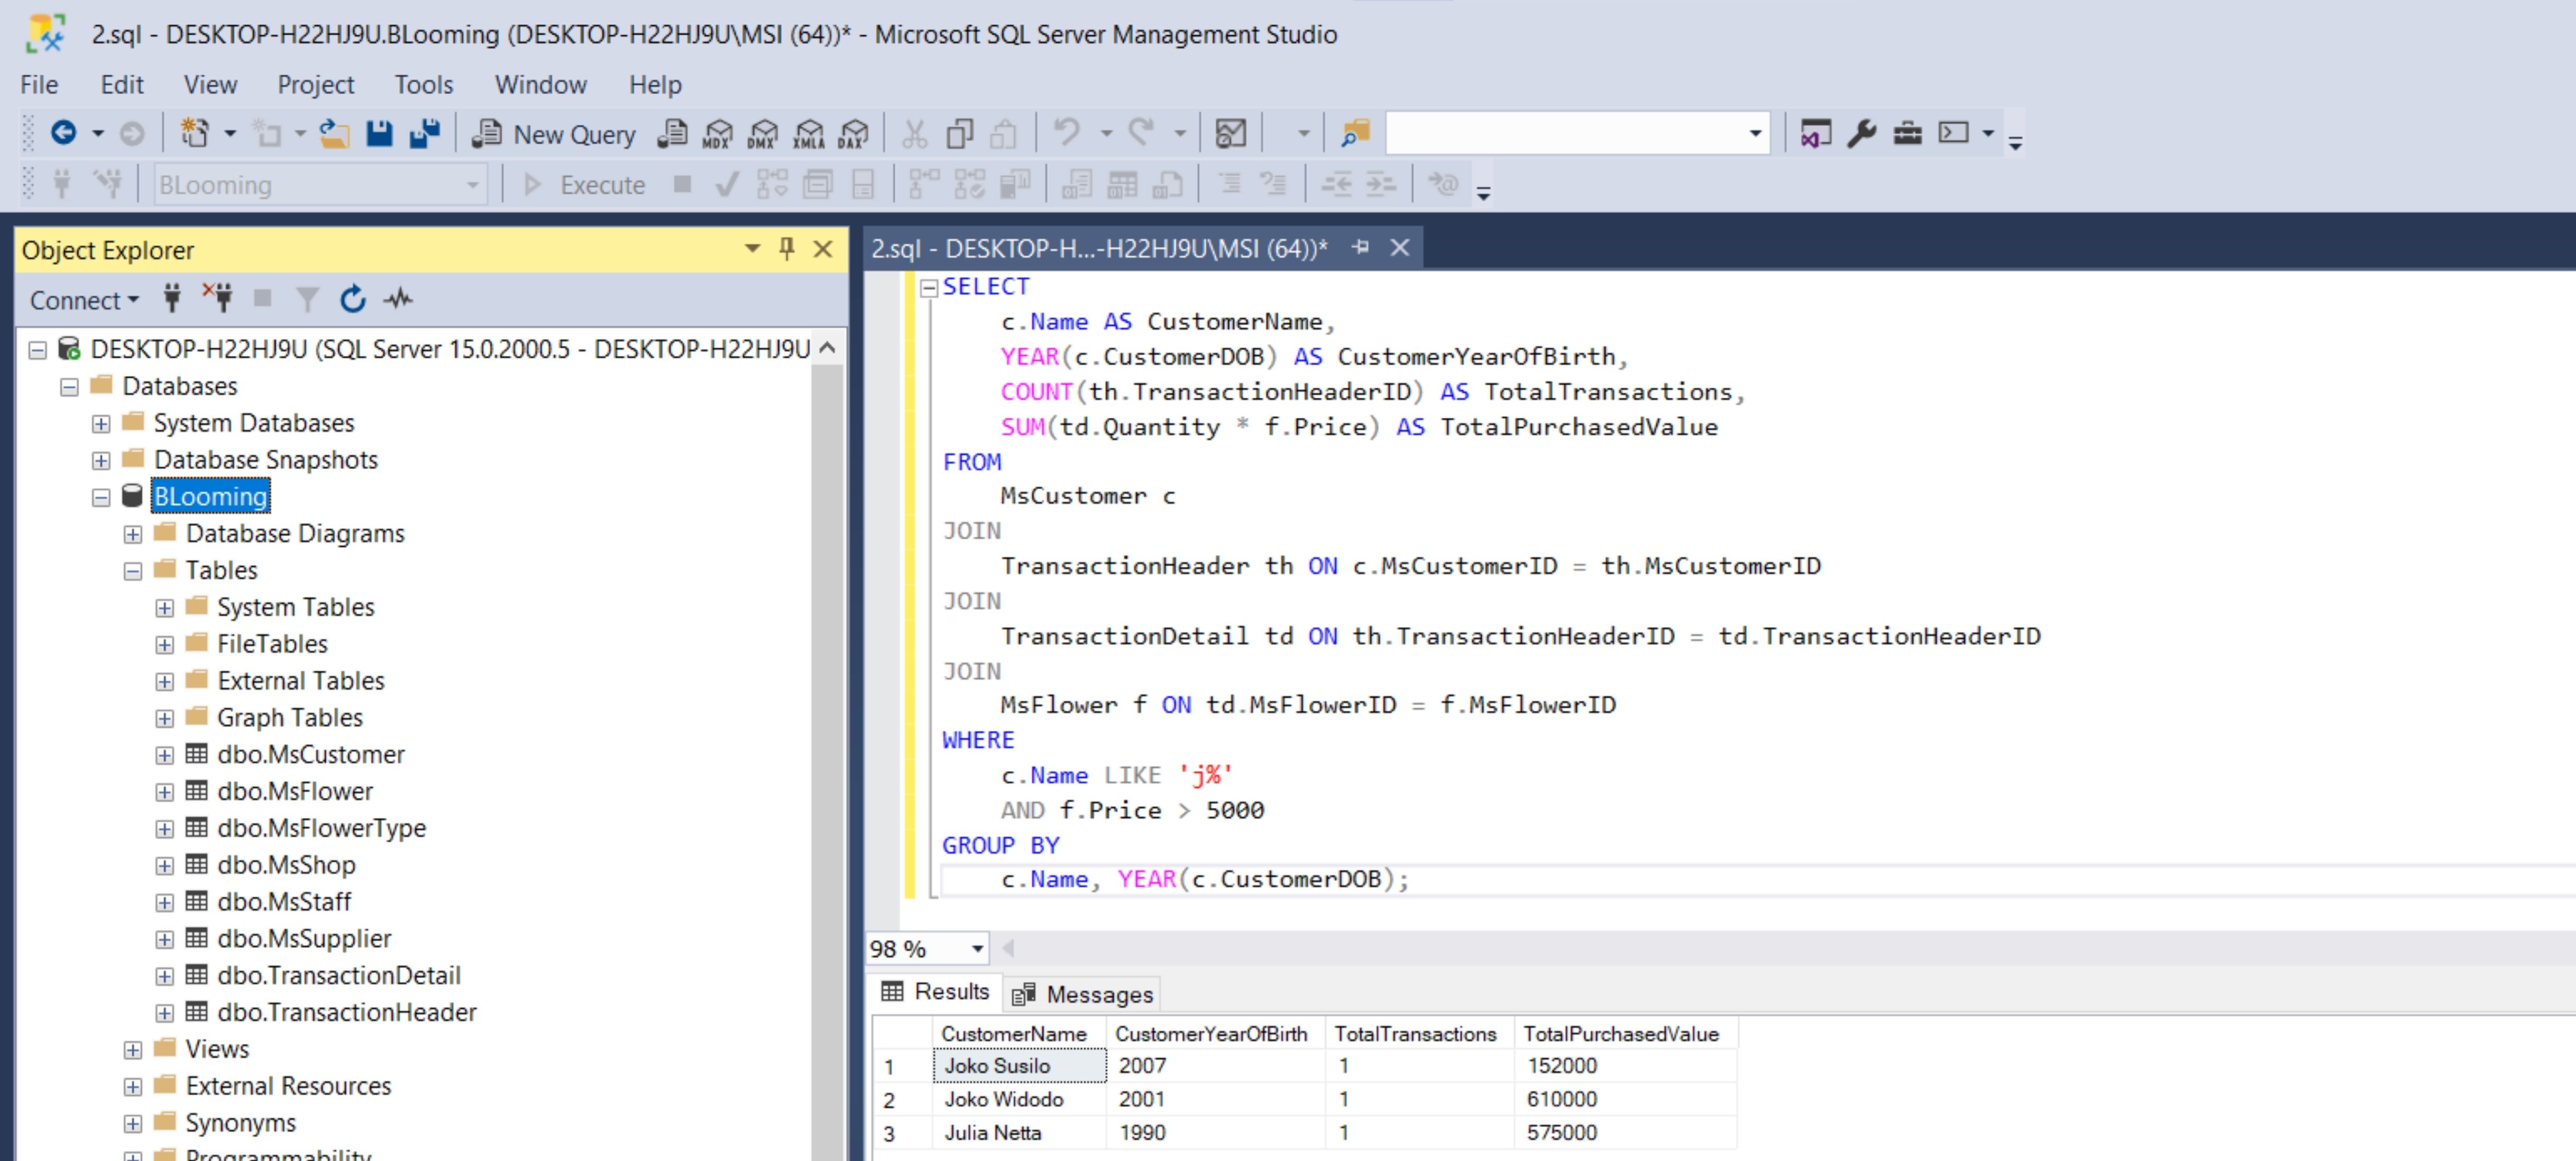 2.sql - DESKTOP-H22HJ9U.BLooming (DESKTOP-H22HJ9U\MSI (64))* - Microsoft SQL Server Management Studio
File Edit View Project Tools Window Help
New Query MDX DMX XMLA DAX
BLooming Execute
Object Explorer
Connect
DESKTOP-H22HJ9U (SQL Server 15.0.2000.5 - DESKTOP-H22HJ9U
Databases
System Databases
Database Snapshots
BLooming
Database Diagrams
Tables
System Tables
FileTables
External Tables
Graph Tables
dbo.MsCustomer
dbo.MsFlower
dbo.MsFlowerType
dbo.MsShop
dbo.MsStaff
dbo.MsSupplier
dbo.TransactionDetail
dbo.TransactionHeader
Views
External Resources
Synonyms
Programmability
2.sql - DESKTOP-H...-H22HJ9U\MSI (64))*
SELECT
c.Name AS CustomerName,
YEAR(c.CustomerDOB) AS CustomerYearOfBirth,
COUNT(th.TransactionHeaderID) AS TotalTransactions,
SUM(td.Quantity * f.Price) AS TotalPurchasedValue
FROM
MsCustomer c
JOIN
TransactionHeader th ON c.MsCustomerID = th.MsCustomerID
JOIN
TransactionDetail td ON th.TransactionHeaderID = td.TransactionHeaderID
JOIN
MsFlower f ON td.MsFlowerID = f.MsFlowerID
WHERE
c.Name LIKE 'j%'
AND f.Price > 5000
GROUP BY
c.Name, YEAR(c.CustomerDOB);
98 %
Results Messages
CustomerName CustomerYearOfBirth TotalTransactions TotalPurchasedValue
1 Joko Susilo 2007 1 152000
2 Joko Widodo 2001 1 610000
3 Julia Netta 1990 1 575000